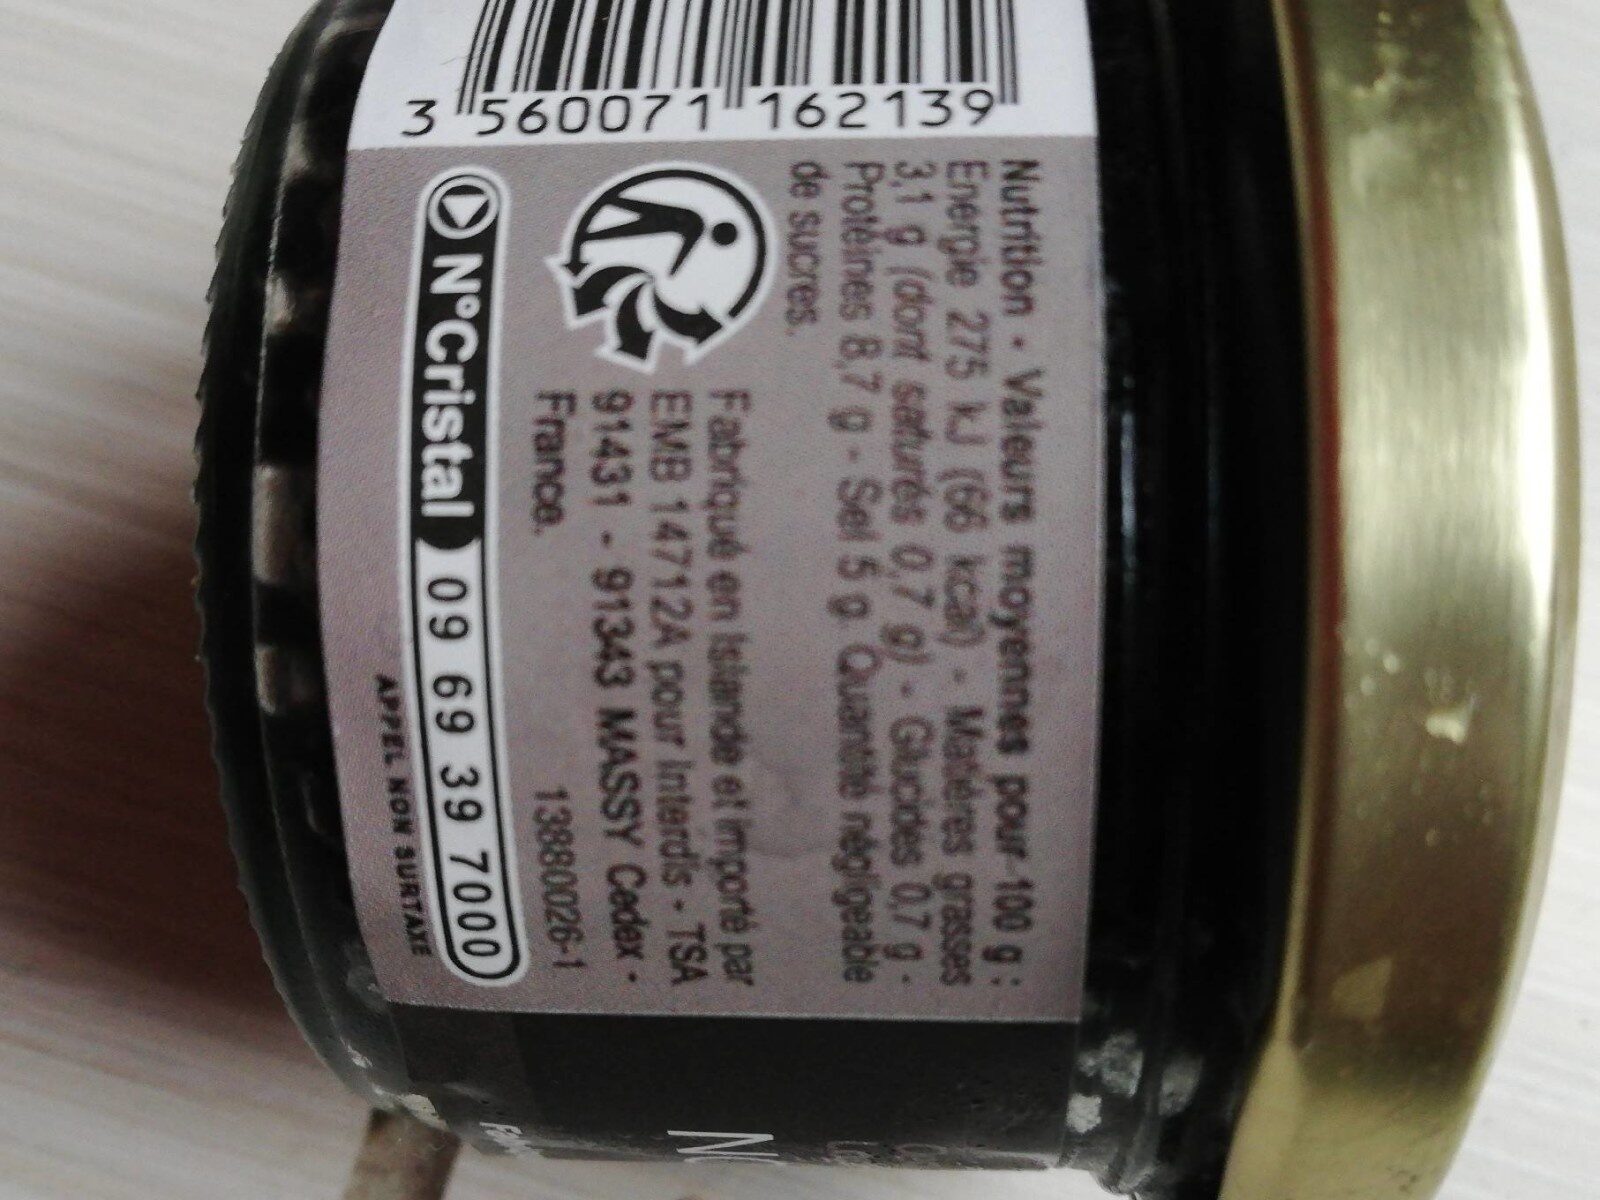 3 560071 162139
Nutrition - Valeurs moyennes pour 100 g :
Energie 275 kJ (66 kcal) - Matières grasses
3,1 g (dont saturés 0,7 g) - Glucides 0,7 g -
Protéines 8,7 g - Sel 5 g Quantité négligeable
de sucres.
Fabriqué en Islande et importé par
EMB 14712A pour Interdis - TSA
91431 - 91343 MASSY Cedex -
France.
13880026-1
N°Cristal 09 69 39 7000
APPEL NON SURTAXE